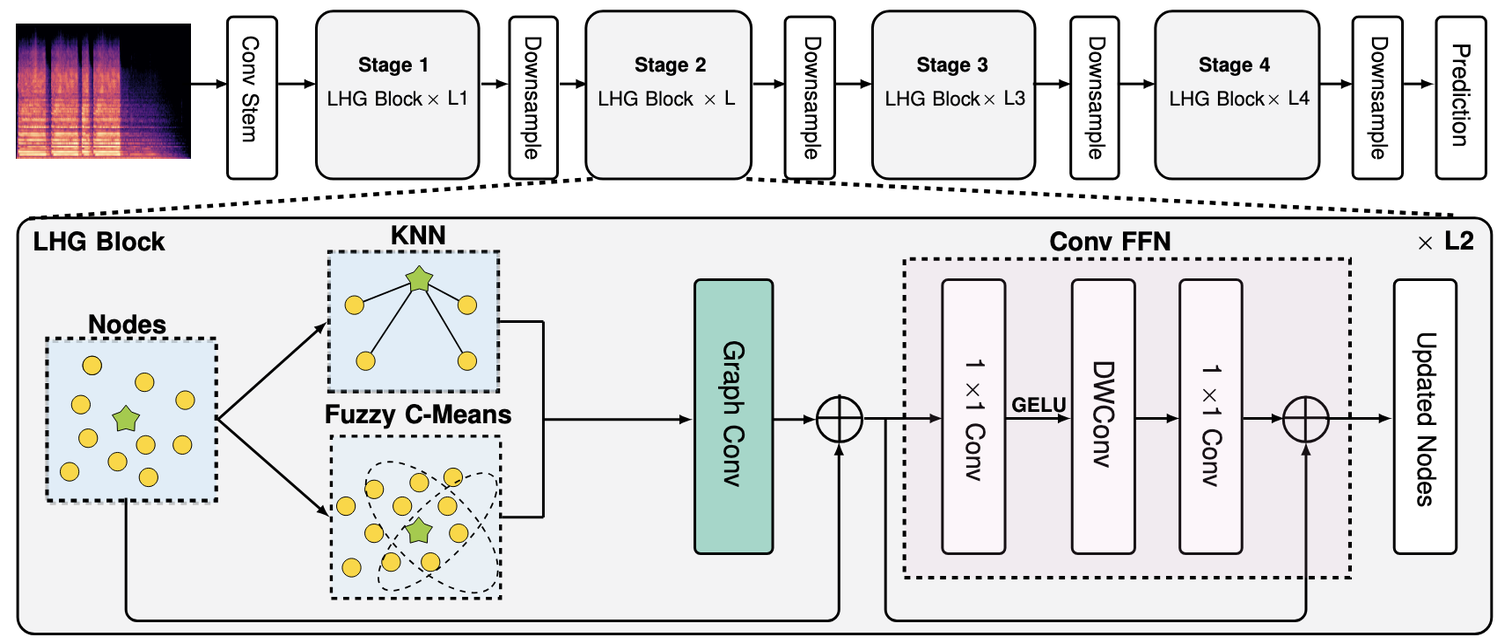 Conv Stem
Stage 1
LHG Block × L1
Downsample
Stage 2
LHG Block × L
Downsample
Stage 3
LHG Block × L3
Downsample
Stage 4
LHG Block × L4
Downsample
Prediction
LHG Block
× L2
Nodes
KNN
Fuzzy C-Means
Graph Conv
Conv FFN
1 ×1 Conv
GELU
DWConv
1 ×1 Conv
Updated Nodes